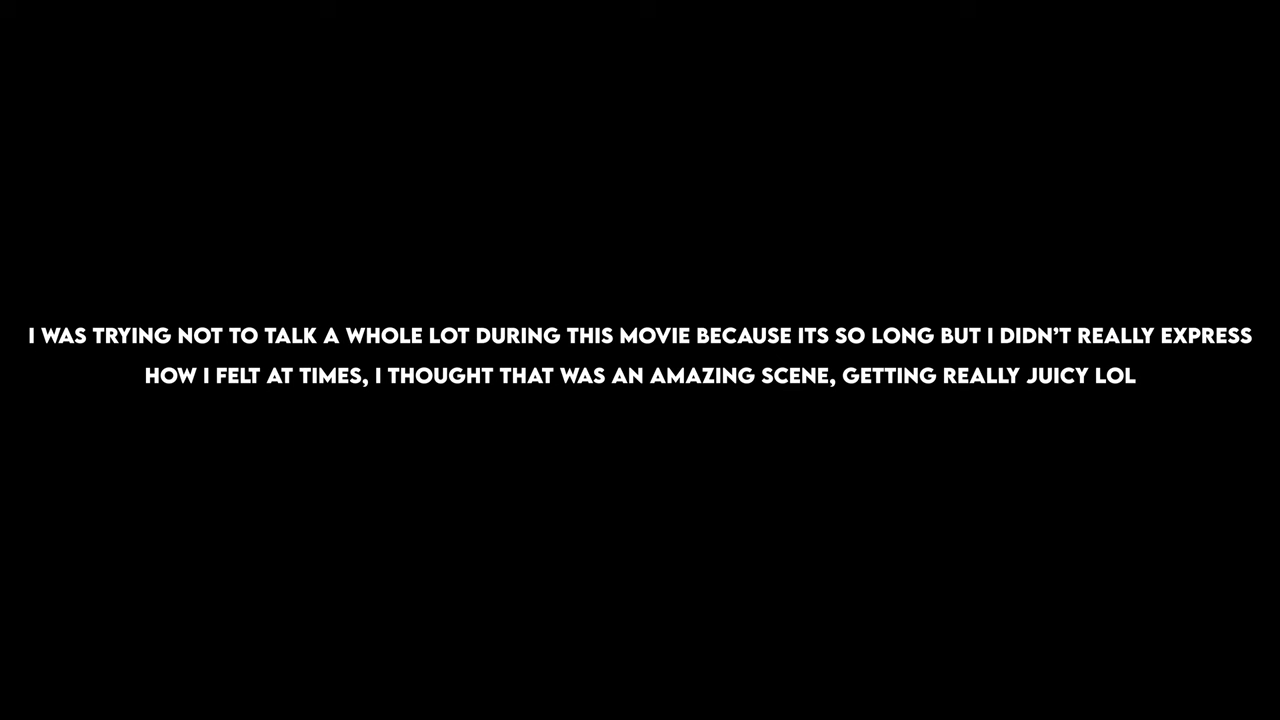 I WAS TRYING NOT TO TALK A WHOLE LOT DURING THIS MOVIE BECAUSE ITS SO LONG BUT I DIDN'T REALLY EXPRESS
HOW I FELT AT TIMES, I THOUGHT THAT WAS AN AMAZING SCENE, GETTING REALLY JUICY LOL